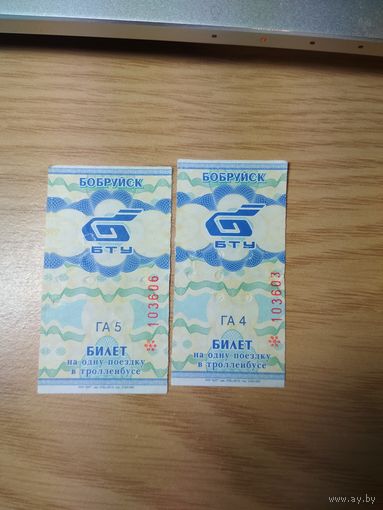 БОБРУЙСК
БТУ
ГА 5
103606
БИЛЕТ
на одну поездку
в троллейбусе
БОБРУЙСК
БТУ
ГА 4
103603
БИЛЕТ
на одну поездку
в троллейбусе
www.ay.by